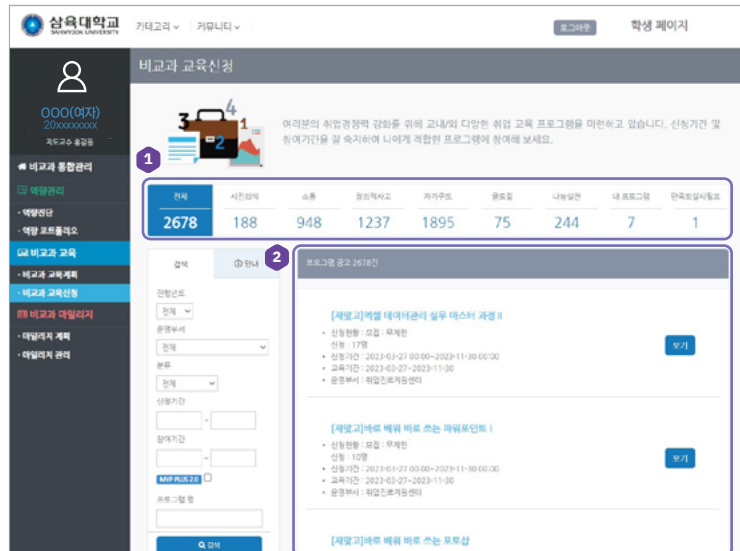 삼육대학교
SAHMYOOK UNIVERSITY
카테고리
커뮤니티
로그아웃
학생 페이지
OOO(여자)
20xxxxxxxx
지도교수 홍길동
비교과 통합관리
역량관리
· 역량진단
· 역량 포트폴리오
비교과 교육
· 비교과 교육계획
· 비교과 교육신청
비교과 마일리지
· 마일리지 계획
· 마일리지 관리
비교과 교육신청
3 4 1 2
여러분의 취업경쟁력 강화를 위해 교내/외 다양한 취업 교육 프로그램을 마련하고 있습니다. 신청기간 및
참여기간을 잘 숙지하여 나에게 적합한 프로그램에 참여해 보세요.
1
전체 시민의식 소통 창의적사고 자기주도 글로컬 나눔실천 내 프로그램 만족도실시필요
2678 188 948 1237 1895 75 244 7 1
2
검색 안내
진행년도
전체
운영부서
전체
분류
전체
신청기간
-
참여기간
-
MVP PLUS 2.0
프로그램 명
검색
프로그램 공고 2678건
[재맞고]엑셀 데이터관리 실무 마스터 과정 II
• 신청현황 : 모집 : 무제한
신청 : 17명
• 신청기간 : 2023-03-27 00:00~2023-11-30 00:00
• 교육기간 : 2023-03-27~2023-11-30
• 운영부서 : 취업진로지원센터
보기
[재맞고]바로 배워 바로 쓰는 파워포인트 I
• 신청현황 : 모집 : 무제한
신청 : 10명
• 신청기간 : 2023-03-27 00:00~2023-11-30 00:00
• 교육기간 : 2023-03-27~2023-11-30
• 운영부서 : 취업진로지원센터
보기
[재맞고]바로 배워 바로 쓰는 포토샵